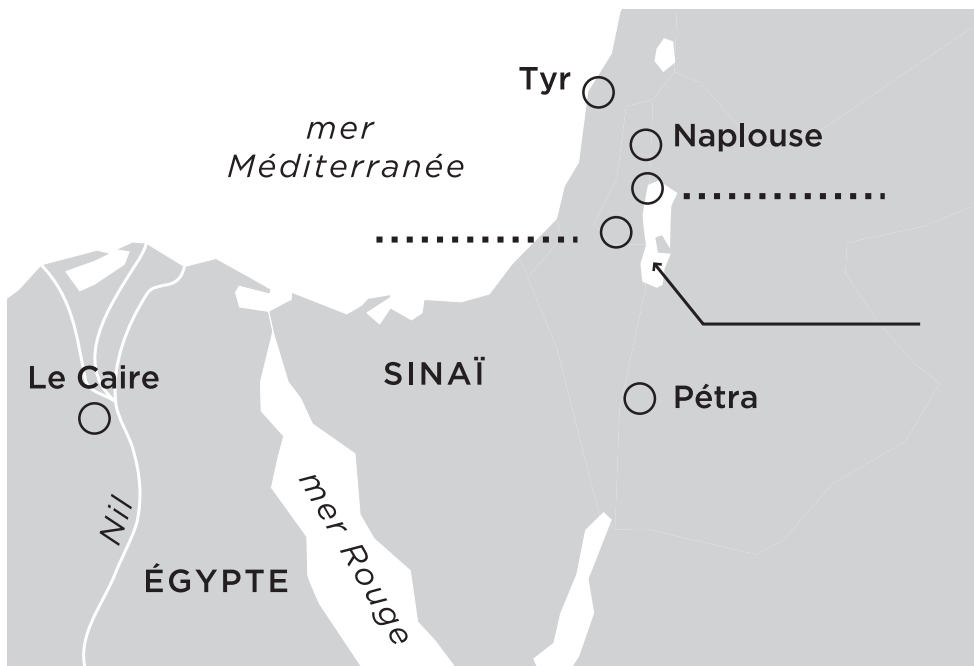 Tyr
mer
Méditerranée
Naplouse
Le Caire
SINAÏ
Pétra
Nil
mer Rouge
ÉGYPTE